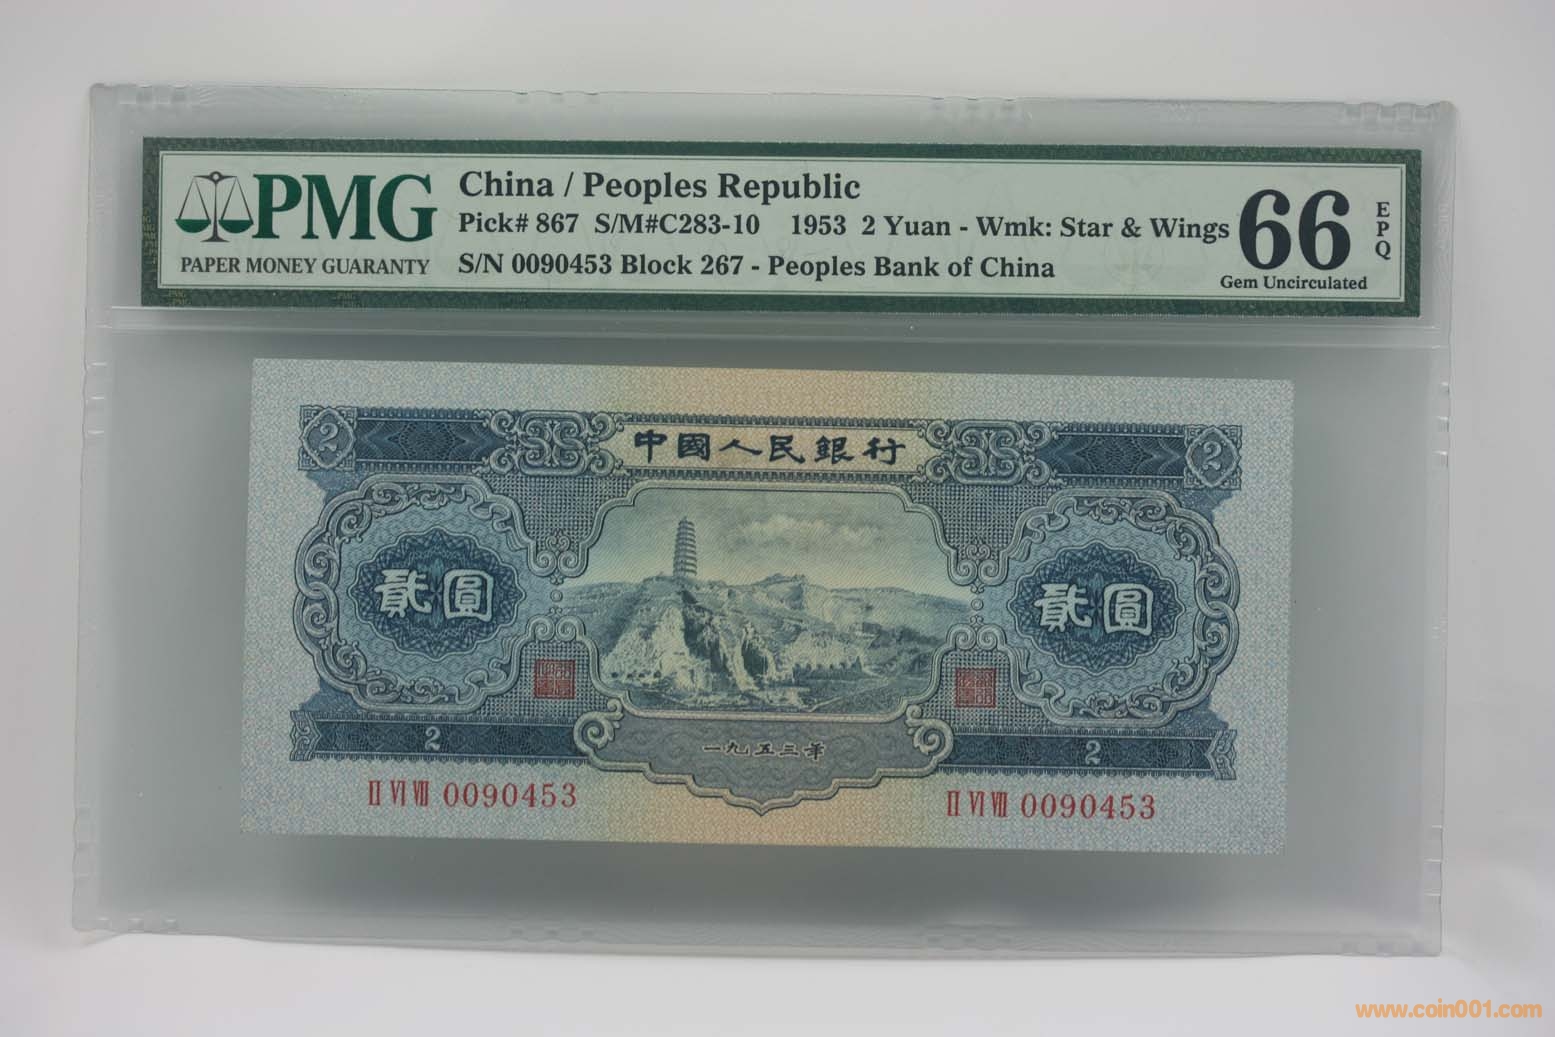 PMG
PAPER MONEY GUARANTY
China / Peoples Republic
Pick# 867 S/M#C283-10 1953 2 Yuan - Wmk: Star & Wings
S/N 0090453 Block 267 - Peoples Bank of China
66
EPQ
Gem Uncirculated
2
中國人民銀行
2
貳圓
貳圓
2
一九五三年
2
II VI VII 0090453
II VI VII 0090453
www.coin001.com